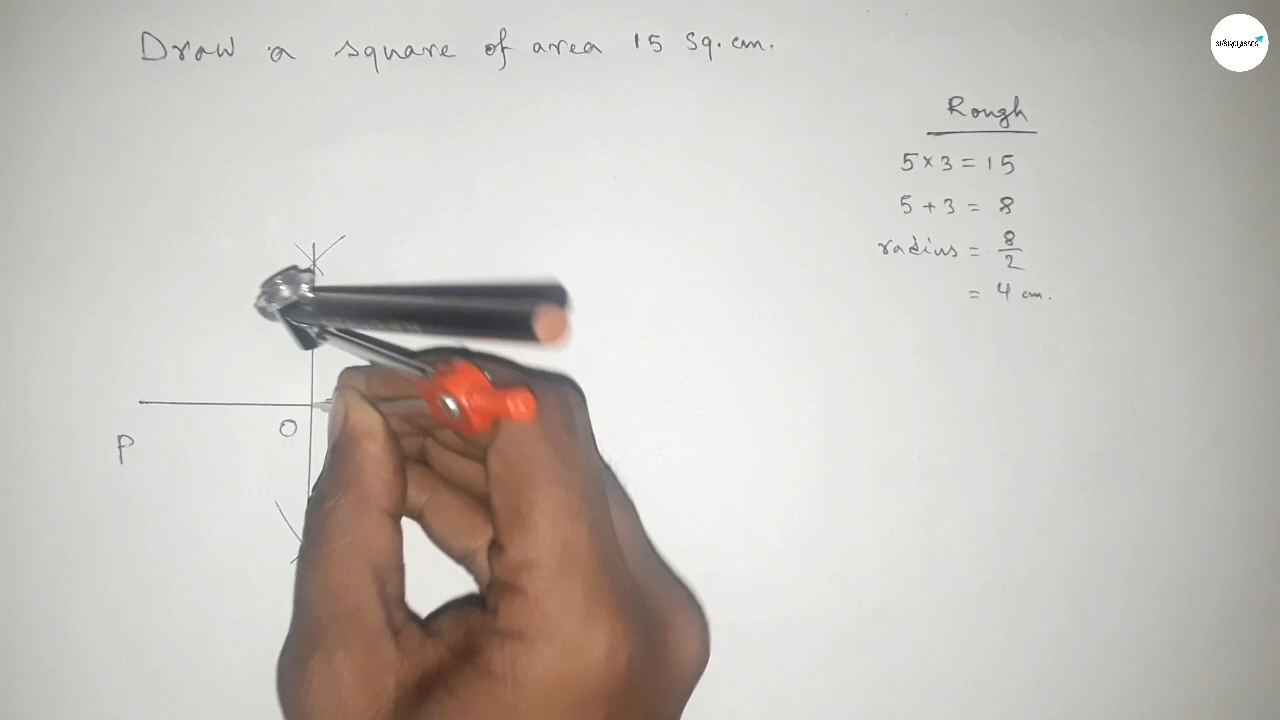 Draw a square of area 15 sq. cm.
Rough
5 × 3 = 15
5 + 3 = 8
radius = 8/2
= 4 cm.
O
P